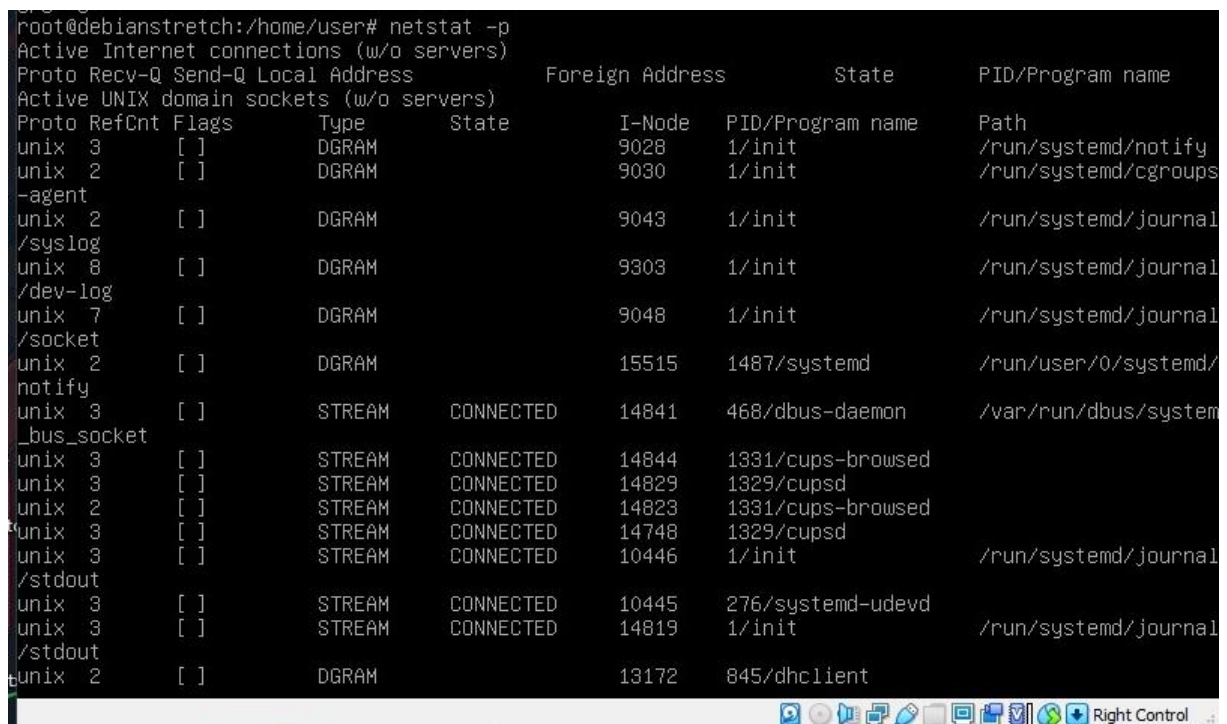 root@debianstretch:/home/user# netstat -p
Active Internet connections (w/o servers)
Proto Recv-Q Send-Q Local Address           Foreign Address         State       PID/Program name
Active UNIX domain sockets (w/o servers)
Proto RefCnt Flags       Type       State         I-Node   PID/Program name     Path
unix  3      [ ]         DGRAM                    9028     1/init               /run/systemd/notify
unix  2      [ ]         DGRAM                    9030     1/init               /run/systemd/cgroups
-agent
unix  2      [ ]         DGRAM                    9043     1/init               /run/systemd/journal
/syslog
unix  8      [ ]         DGRAM                    9303     1/init               /run/systemd/journal
/dev-log
unix  7      [ ]         DGRAM                    9048     1/init               /run/systemd/journal
/socket
unix  2      [ ]         DGRAM                    15515    1487/systemd         /run/user/0/systemd/
notify
unix  3      [ ]         STREAM     CONNECTED     14841    468/dbus-daemon      /var/run/dbus/system
_bus_socket
unix  3      [ ]         STREAM     CONNECTED     14844    1331/cups-browsed
unix  3      [ ]         STREAM     CONNECTED     14829    1329/cupsd
unix  2      [ ]         STREAM     CONNECTED     14823    1331/cups-browsed
unix  3      [ ]         STREAM     CONNECTED     14748    1329/cupsd
unix  3      [ ]         STREAM     CONNECTED     10446    1/init               /run/systemd/journal
/stdout
unix  3      [ ]         STREAM     CONNECTED     10445    276/systemd-udevd
unix  3      [ ]         STREAM     CONNECTED     14819    1/init               /run/systemd/journal
/stdout
unix  2      [ ]         DGRAM                    13172    845/dhclient
Right Control